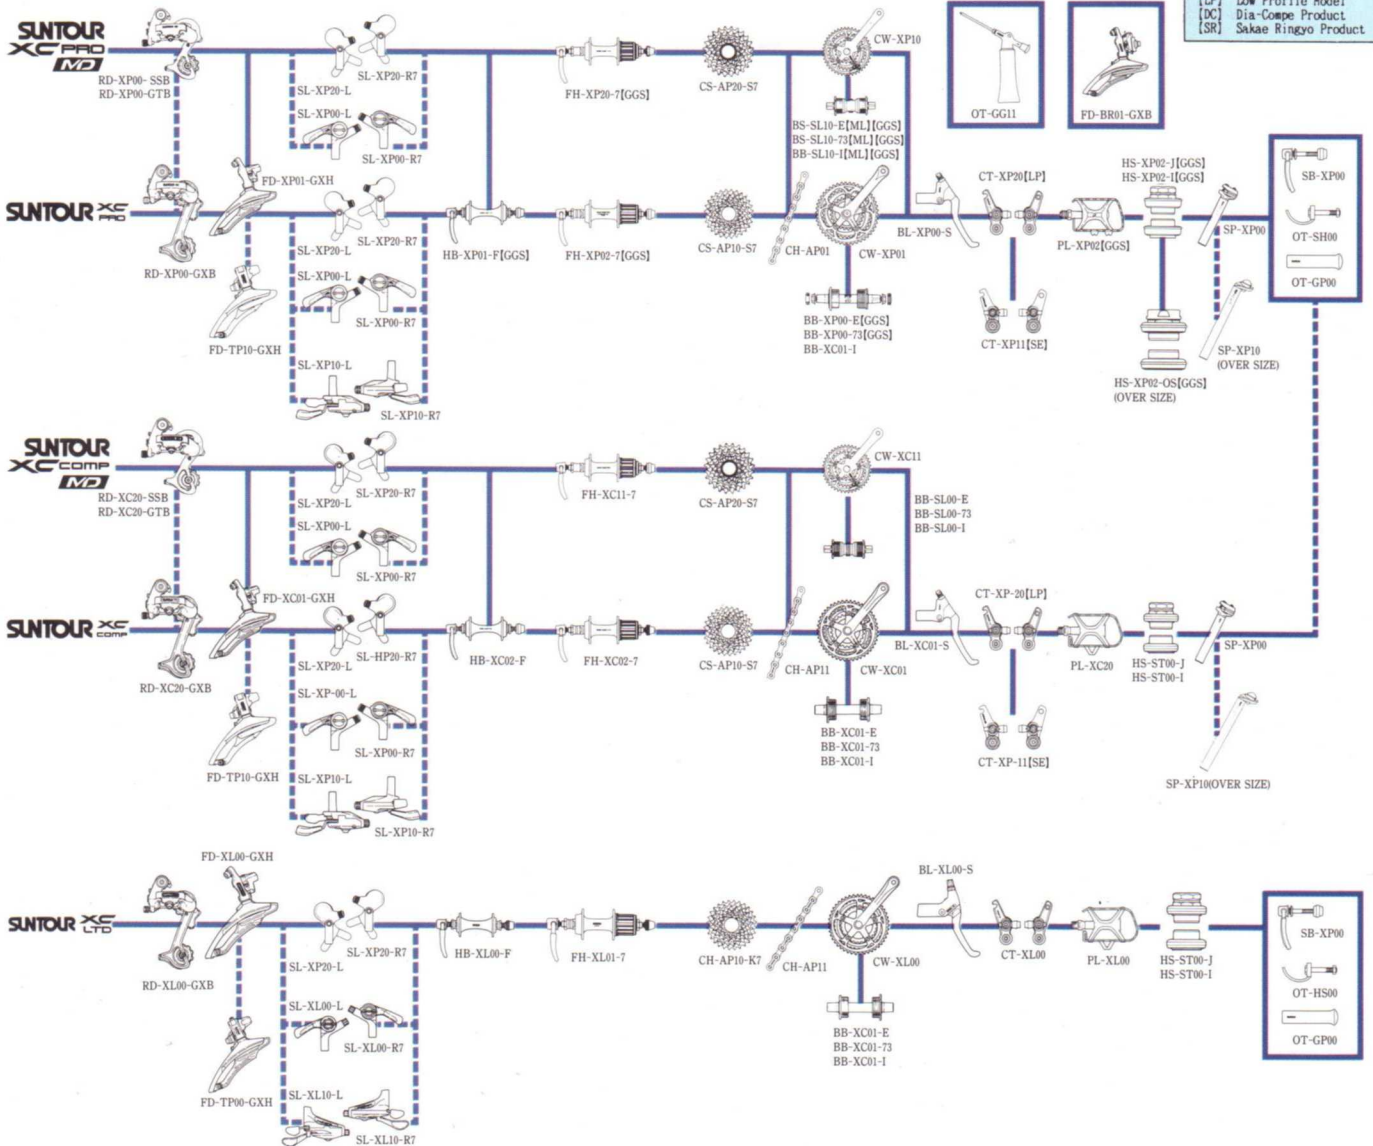 [LP] Low Profile Model
[DC] Dia-Compe Product
[SR] Sakae Ringyo Product
SUNTOUR
XC PRO
MD
RD-XP00-SSB
RD-XP00-GTB
SL-XP20-L
SL-XP20-R7
SL-XP00-L
SL-XP00-R7
FH-XP20-7[GGS]
CS-AP20-S7
CW-XP10
BS-SL10-E[ML][GGS]
BS-SL10-73[ML][GGS]
BB-SL10-I[ML][GGS]
OT-GG11
FD-BR01-GXB
SUNTOUR XC
PRO
RD-XP00-GXB
FD-XP01-GXH
FD-TP10-GXH
SL-XP20-L
SL-XP20-R7
SL-XP00-L
SL-XP00-R7
SL-XP10-L
SL-XP10-R7
HB-XP01-F[GGS]
FH-XP02-7[GGS]
CS-AP10-S7
CH-AP01
CW-XP01
BB-XP00-E[GGS]
BB-XP00-73[GGS]
BB-XC01-I
BL-XP00-S
CT-XP20[LP]
CT-XP11[SE]
PL-XP02[GGS]
HS-XP02-J[GGS]
HS-XP02-I[GGS]
HS-XP02-OS[GGS]
(OVER SIZE)
SP-XP00
SP-XP10
(OVER SIZE)
SB-XP00
OT-SH00
OT-GP00
SUNTOUR
XC COMP
MD
RD-XC20-SSB
RD-XC20-GTB
SL-XP20-L
SL-XP20-R7
SL-XP00-L
SL-XP00-R7
FH-XC11-7
CS-AP20-S7
CW-XC11
BB-SL00-E
BB-SL00-73
BB-SL00-I
SUNTOUR XC
COMP
RD-XC20-GXB
FD-XC01-GXH
FD-TP10-GXH
SL-XP20-L
SL-HP20-R7
SL-XP-00-L
SL-XP00-R7
SL-XP10-L
SL-XP10-R7
HB-XC02-F
FH-XC02-7
CS-AP10-S7
CH-AP11
CW-XC01
BB-XC01-E
BB-XC01-73
BB-XC01-I
BL-XC01-S
CT-XP-20[LP]
CT-XP-11[SE]
PL-XC20
HS-ST00-J
HS-ST00-I
SP-XP00
SP-XP10(OVER SIZE)
SUNTOUR XC
LTD
RD-XL00-GXB
FD-XL00-GXH
FD-TP00-GXH
SL-XP20-L
SL-XP20-R7
SL-XL00-L
SL-XL00-R7
SL-XL10-L
SL-XL10-R7
HB-XL00-F
FH-XL01-7
CH-AP10-K7
CH-AP11
CW-XL00
BB-XC01-E
BB-XC01-73
BB-XC01-I
BL-XL00-S
CT-XL00
PL-XL00
HS-ST00-J
HS-ST00-I
SB-XP00
OT-HS00
OT-GP00